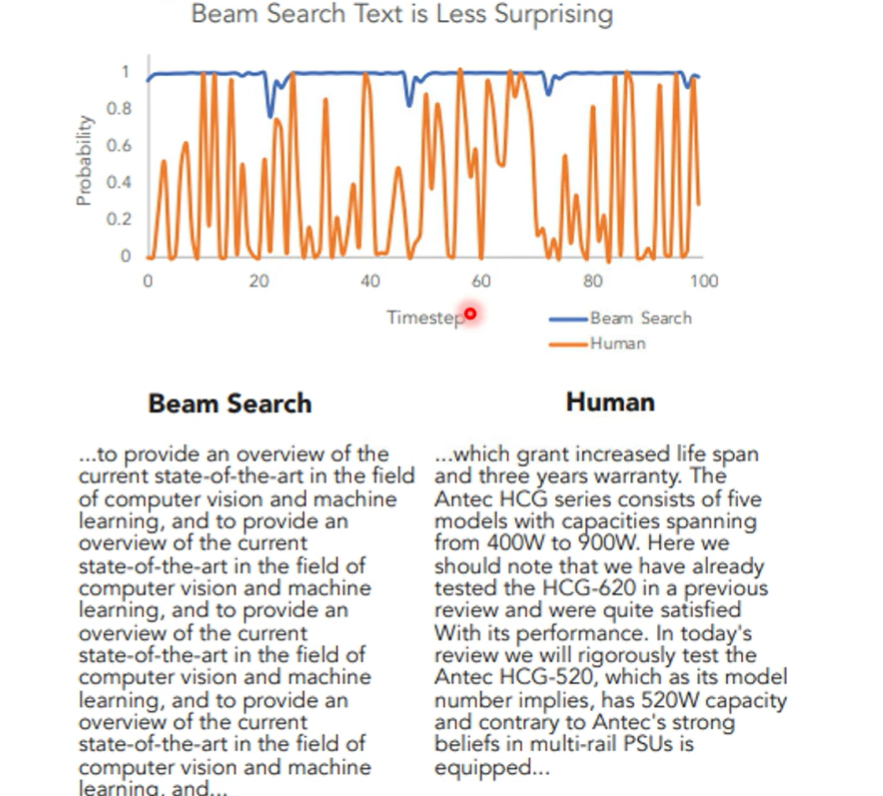 Beam Search Text is Less Surprising
1
0.8
0.6
0.4
0.2
0
Probability
0 20 40 60 80 100
Timestep
Beam Search
Human
Beam Search
...to provide an overview of the
current state-of-the-art in the field
of computer vision and machine
learning, and to provide an
overview of the current
state-of-the-art in the field of
computer vision and machine
learning, and to provide an
overview of the current
state-of-the-art in the field of
computer vision and machine
learning, and to provide an
overview of the current
state-of-the-art in the field of
computer vision and machine
learning, and...
Human
...which grant increased life span
and three years warranty. The
Antec HCG series consists of five
models with capacities spanning
from 400W to 900W. Here we
should note that we have already
tested the HCG-620 in a previous
review and were quite satisfied
With its performance. In today's
review we will rigorously test the
Antec HCG-520, which as its model
number implies, has 520W capacity
and contrary to Antec's strong
beliefs in multi-rail PSUs is
equipped...